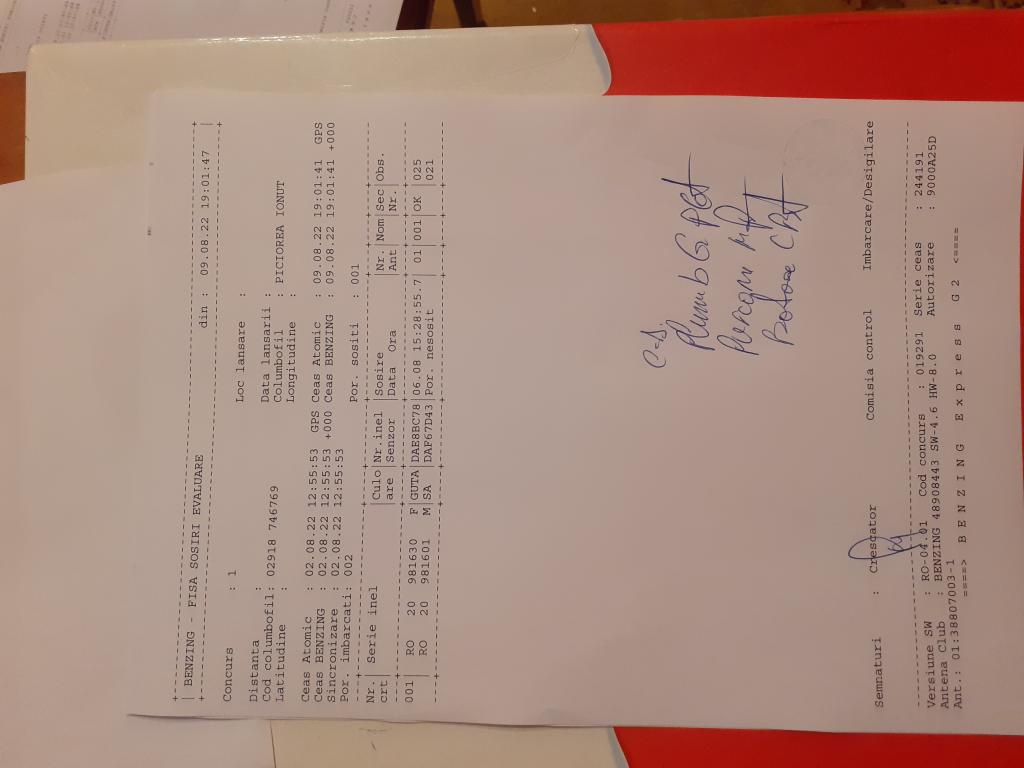 | BENZING - FISA SOSIRI EVALUARE din : 09.08.22 19:01:47 |
Concurs : 1 Loc lansare :
Distanta : Data lansarii :
Cod columbofil: 02918 746769 Columbofil : PICIOREA IONUT
Latitudine : Longitudine :
Ceas Atomic : 02.08.22 12:55:53 GPS Ceas Atomic : 09.08.22 19:01:41 GPS
Ceas BENZING : 02.08.22 12:55:53 +000 Ceas BENZING : 09.08.22 19:01:41 +000
Sincronizare : 02.08.22 12:55:53
Por. imbarcati: 002 Por. sositi : 001
Nr.| Serie inel |Culo|Nr.inel |Sosire |Nr.|Nom|Sec|Obs.
crt| |are |Senzor |Data Ora |Ant| |Nr.|
001| RO 20 981630 F|GUTA|DAE8BC78|06.08 15:28:55.7| 01|001|OK |025
| RO 20 981601 M|SA |DAF67D43|Por. nesosit | | | |021
Plumb
Semnaturi : Crescator Comisia control Imbarcare/Desigilare
Versiune SW : RO-04.01 Cod concurs : 019291 Serie ceas : 244191
Antena Club : BENZING 48908443 SW-4.6 HW-8.0 Autorizare : 9000A25D
Ant.: 01:38807003-1
====> B E N Z I N G E x p r e s s G 2 <====